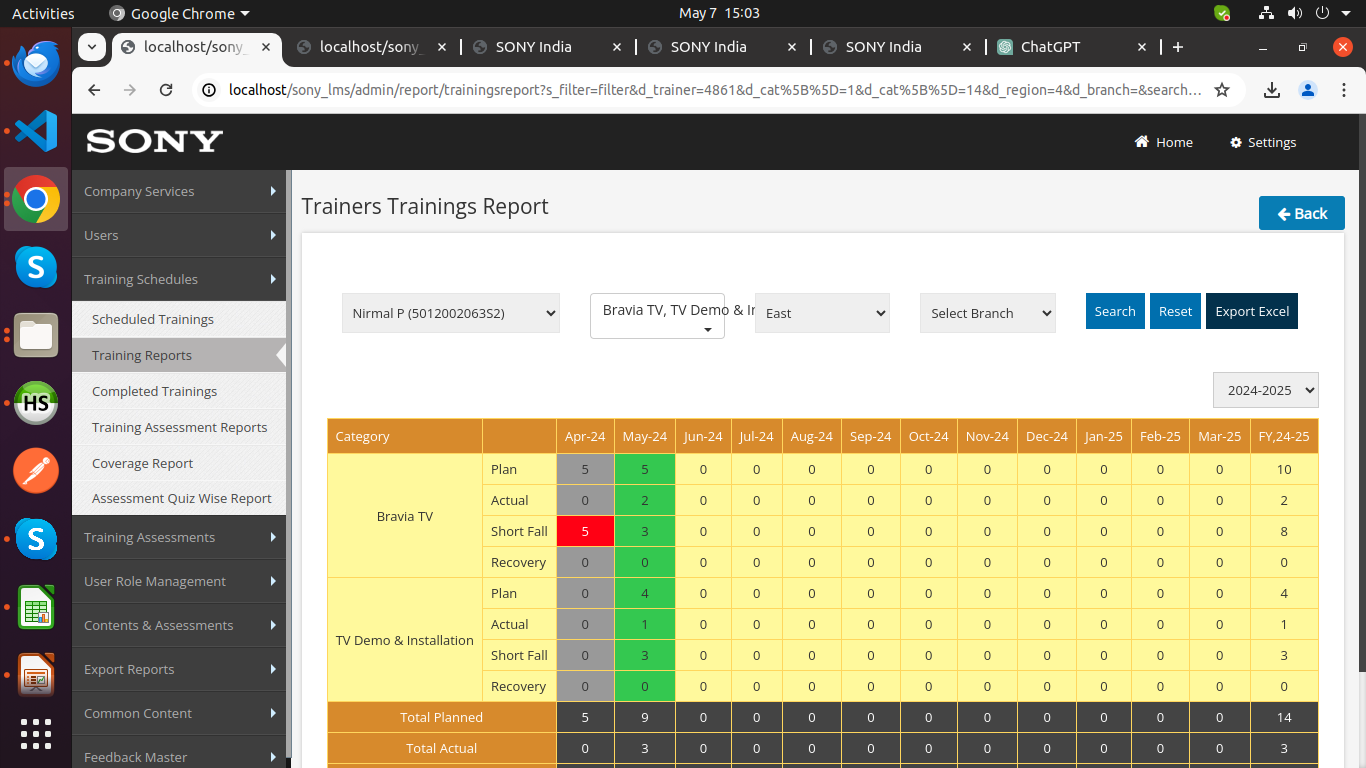 Activities
Google Chrome
May 7 15:03
localhost/sony_
localhost/sony_
SONY India
SONY India
SONY India
ChatGPT
localhost/sony_lms/admin/report/trainingsreport?s_filter=filter&d_trainer=4861&d_cat%5B%5D=1&d_cat%5B%5D=14&d_region=4&d_branch=&search...
SONY
Home
Settings
Company Services
Users
Training Schedules
Scheduled Trainings
Training Reports
Completed Trainings
Training Assessment Reports
Coverage Report
Assessment Quiz Wise Report
Training Assessments
User Role Management
Contents & Assessments
Export Reports
Common Content
Feedback Master
Trainers Trainings Report
Back
Nirmal P (5012002063S2)
Bravia TV, TV Demo & In
East
Select Branch
Search
Reset
Export Excel
2024-2025
Category Apr-24 May-24 Jun-24 Jul-24 Aug-24 Sep-24 Oct-24 Nov-24 Dec-24 Jan-25 Feb-25 Mar-25 FY,24-25
Bravia TV
Plan 5 5 0 0 0 0 0 0 0 0 0 0 10
Actual 0 2 0 0 0 0 0 0 0 0 0 0 2
Short Fall 5 3 0 0 0 0 0 0 0 0 0 0 8
Recovery 0 0 0 0 0 0 0 0 0 0 0 0 0
TV Demo & Installation
Plan 0 4 0 0 0 0 0 0 0 0 0 0 4
Actual 0 1 0 0 0 0 0 0 0 0 0 0 1
Short Fall 0 3 0 0 0 0 0 0 0 0 0 0 3
Recovery 0 0 0 0 0 0 0 0 0 0 0 0 0
Total Planned 5 9 0 0 0 0 0 0 0 0 0 0 14
Total Actual 0 3 0 0 0 0 0 0 0 0 0 0 3
S
HS
S